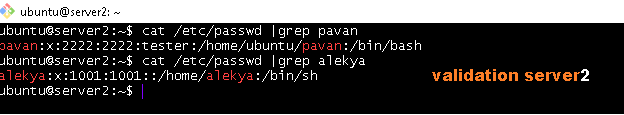 ubuntu@server2: ~
ubuntu@server2:~$ cat /etc/passwd |grep pavan
pavan:x:2222:2222:tester:/home/ubuntu/pavan:/bin/bash
ubuntu@server2:~$ cat /etc/passwd |grep alekya
alekya:x:1001:1001::/home/alekya:/bin/sh
ubuntu@server2:~$
validation server2